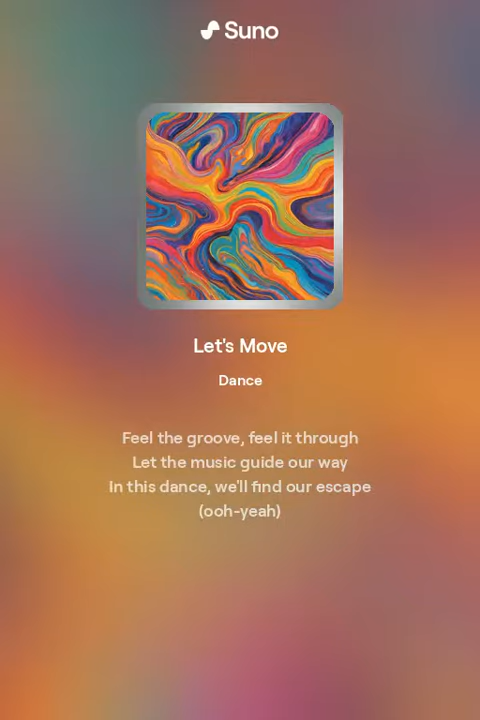 Suno
Let's Move
Dance
Feel the groove, feel it through
Let the music guide our way
In this dance, we'll find our escape
(ooh-yeah)